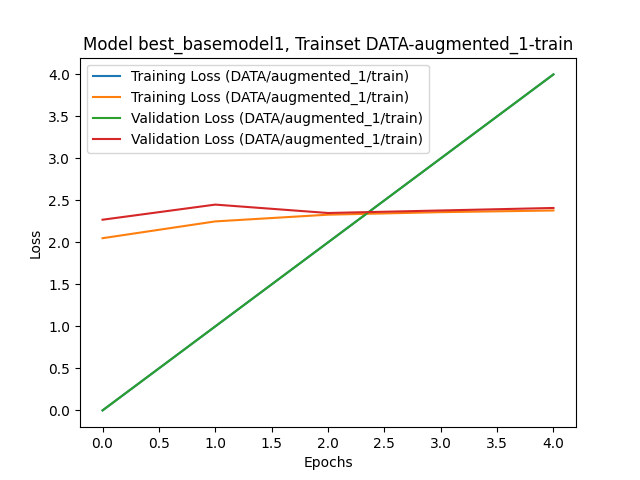 Model best_basemodel1, Trainset DATA-augmented_1-train
Training Loss (DATA/augmented_1/train)
Training Loss (DATA/augmented_1/train)
Validation Loss (DATA/augmented_1/train)
Validation Loss (DATA/augmented_1/train)
4.0
3.5
3.0
2.5
2.0
1.5
1.0
0.5
0.0
Loss
0.0 0.5 1.0 1.5 2.0 2.5 3.0 3.5 4.0
Epochs